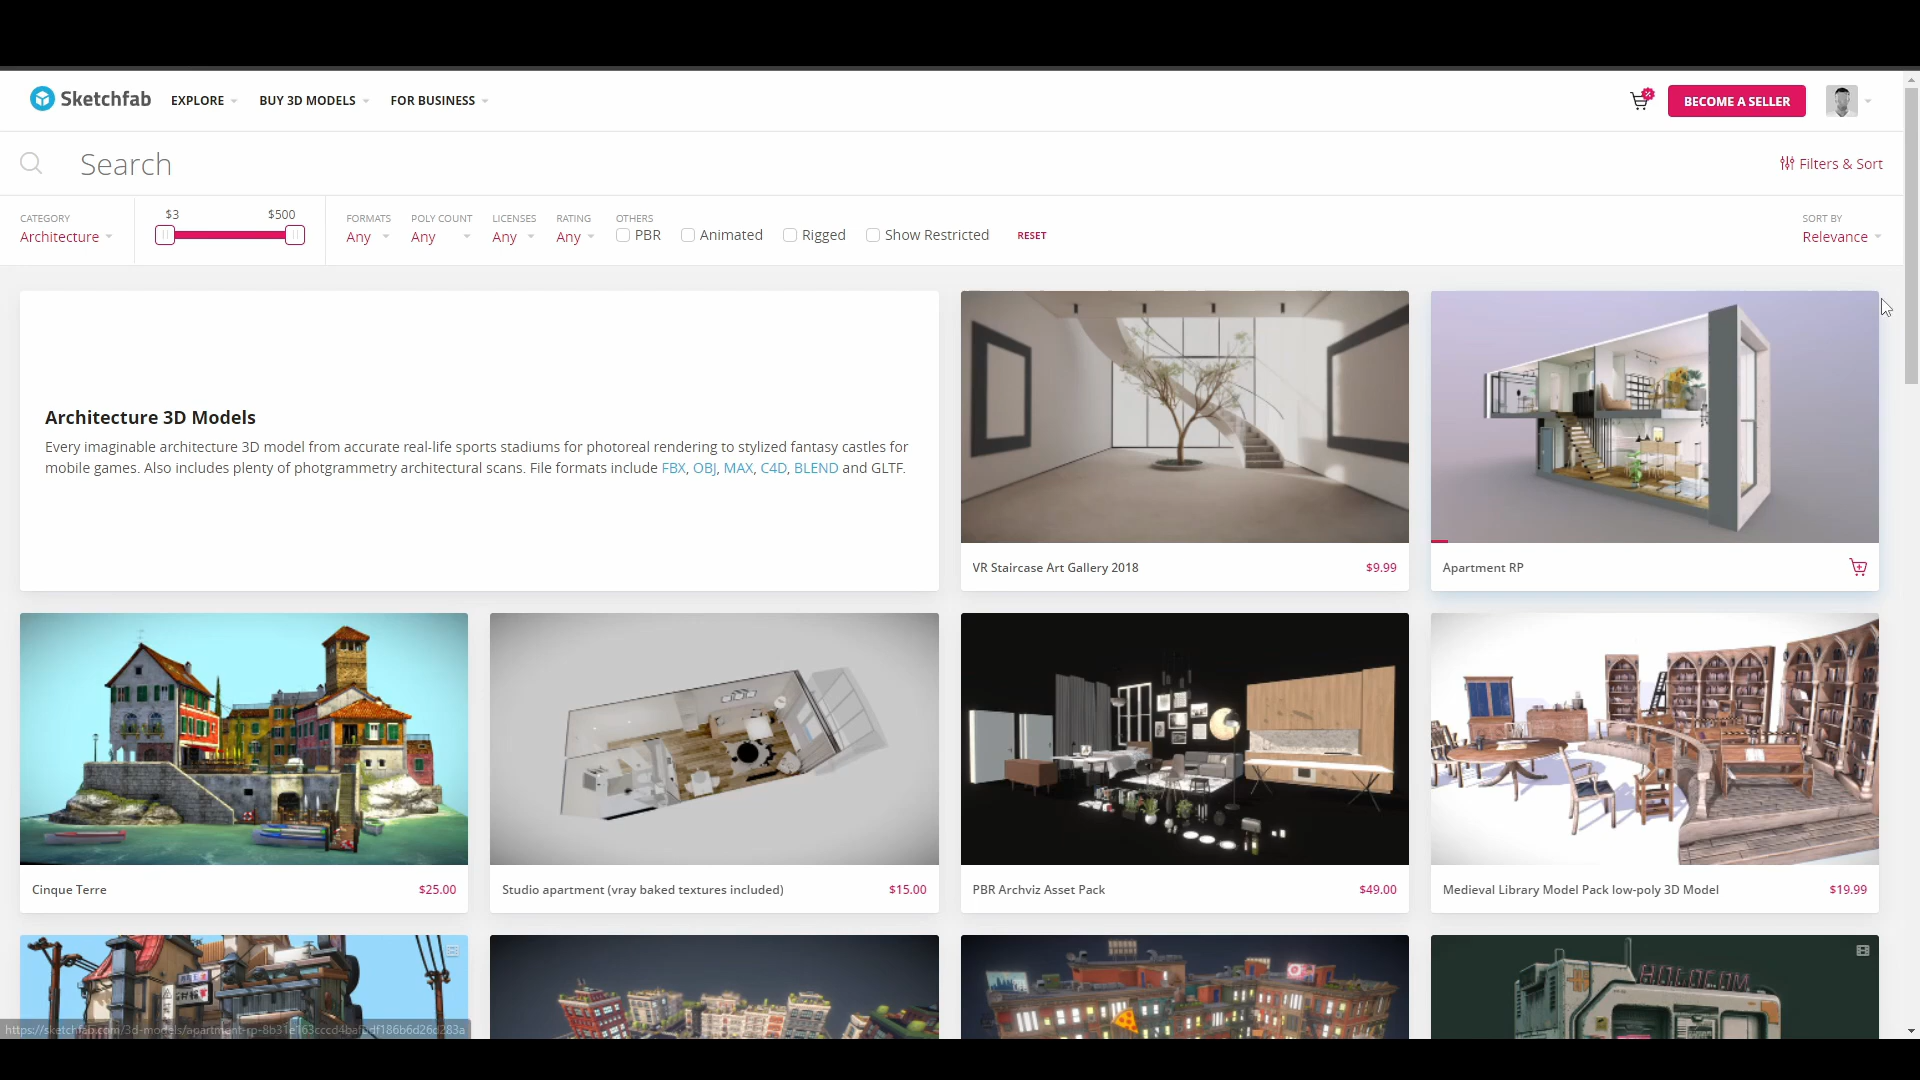 Sketchfab
EXPLORE
BUY 3D MODELS
FOR BUSINESS
BECOME A SELLER
Search
Filters & Sort
CATEGORY
Architecture
$3
$500
FORMATS
Any
POLY COUNT
Any
LICENSES
Any
RATING
Any
OTHERS
PBR
Animated
Rigged
Show Restricted
RESET
SORT BY
Relevance
Architecture 3D Models
Every imaginable architecture 3D model from accurate real-life sports stadiums for photoreal rendering to stylized fantasy castles for
mobile games. Also includes plenty of photgrammetry architectural scans. File formats include FBX, OBJ, MAX, C4D, BLEND and GLTF.
VR Staircase Art Gallery 2018
$9.99
Apartment RP
Cinque Terre
$25.00
Studio apartment (vray baked textures included)
$15.00
PBR Archviz Asset Pack
$49.00
Medieval Library Model Pack low-poly 3D Model
$19.99